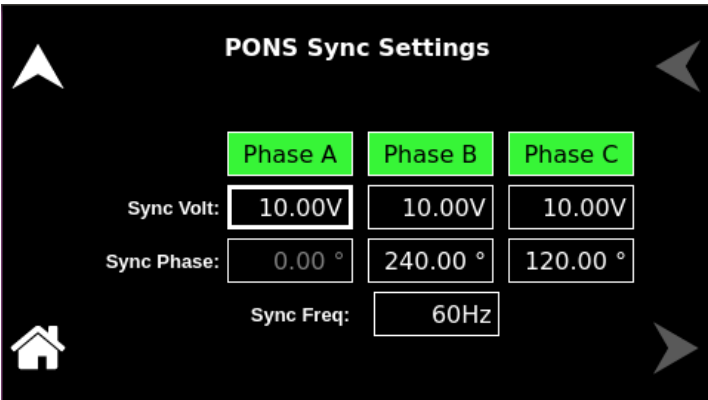 PONS Sync Settings
Phase A Phase B Phase C
Sync Volt: 10.00V 10.00V 10.00V
Sync Phase: 0.00 ° 240.00 ° 120.00 °
Sync Freq: 60Hz